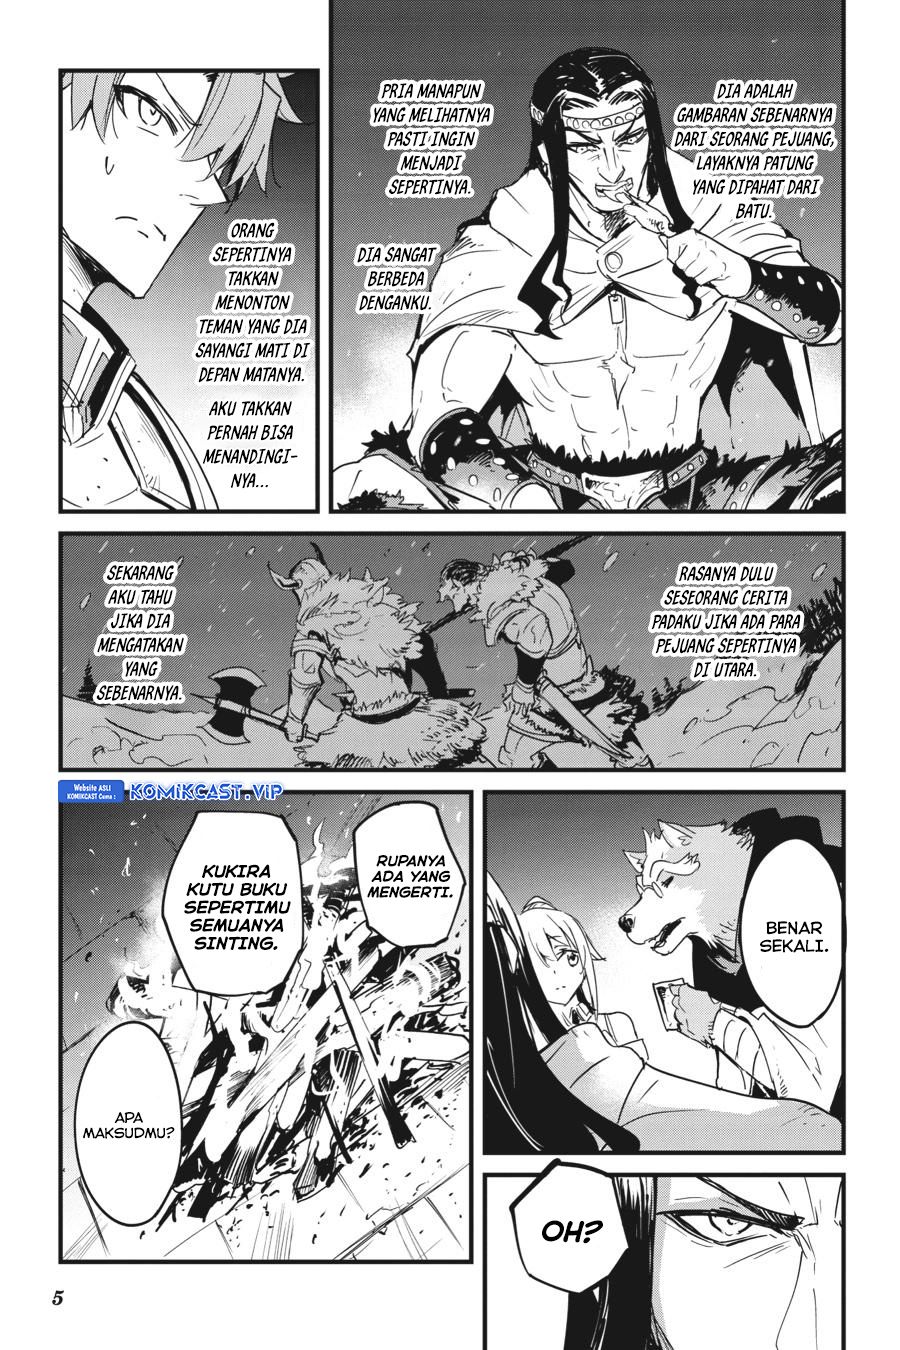 DIA ADALAH
GAMBARAN SEBENARNYA
DARI SEORANG PEJUANG,
LAYAKNYA PATUNG
YANG DIPAHAT DARI
BATU.
PRIA MANAPUN
YANG MELIHATNYA
PASTI INGIN
MENJADI
SEPERTINYA.
DIA SANGAT
BERBEDA
DENGANKU.
ORANG
SEPERTINYA
TAKKAN
MENONTON
TEMAN YANG DIA
SAYANGI MATI DI
DEPAN MATANYA.
AKU TAKKAN
PERNAH BISA
MENANDINGI-
NYA...
RASANYA DULU
SESEORANG CERITA
PADAKU JIKA ADA PARA
PEJUANG SEPERTINYA
DI UTARA.
SEKARANG
AKU TAHU
JIKA DIA
MENGATAKAN
YANG
SEBENARNYA.
Website ASLI
KOMIKCAST Cuma :
KOMIKCAST.VIP
BENAR
SEKALI.
OH?
RUPANYA
ADA YANG
MENGERTI.
KUKIRA
KUTU BUKU
SEPERTIMU
SEMUANYA
SINTING.
APA
MAKSUDMU?
5